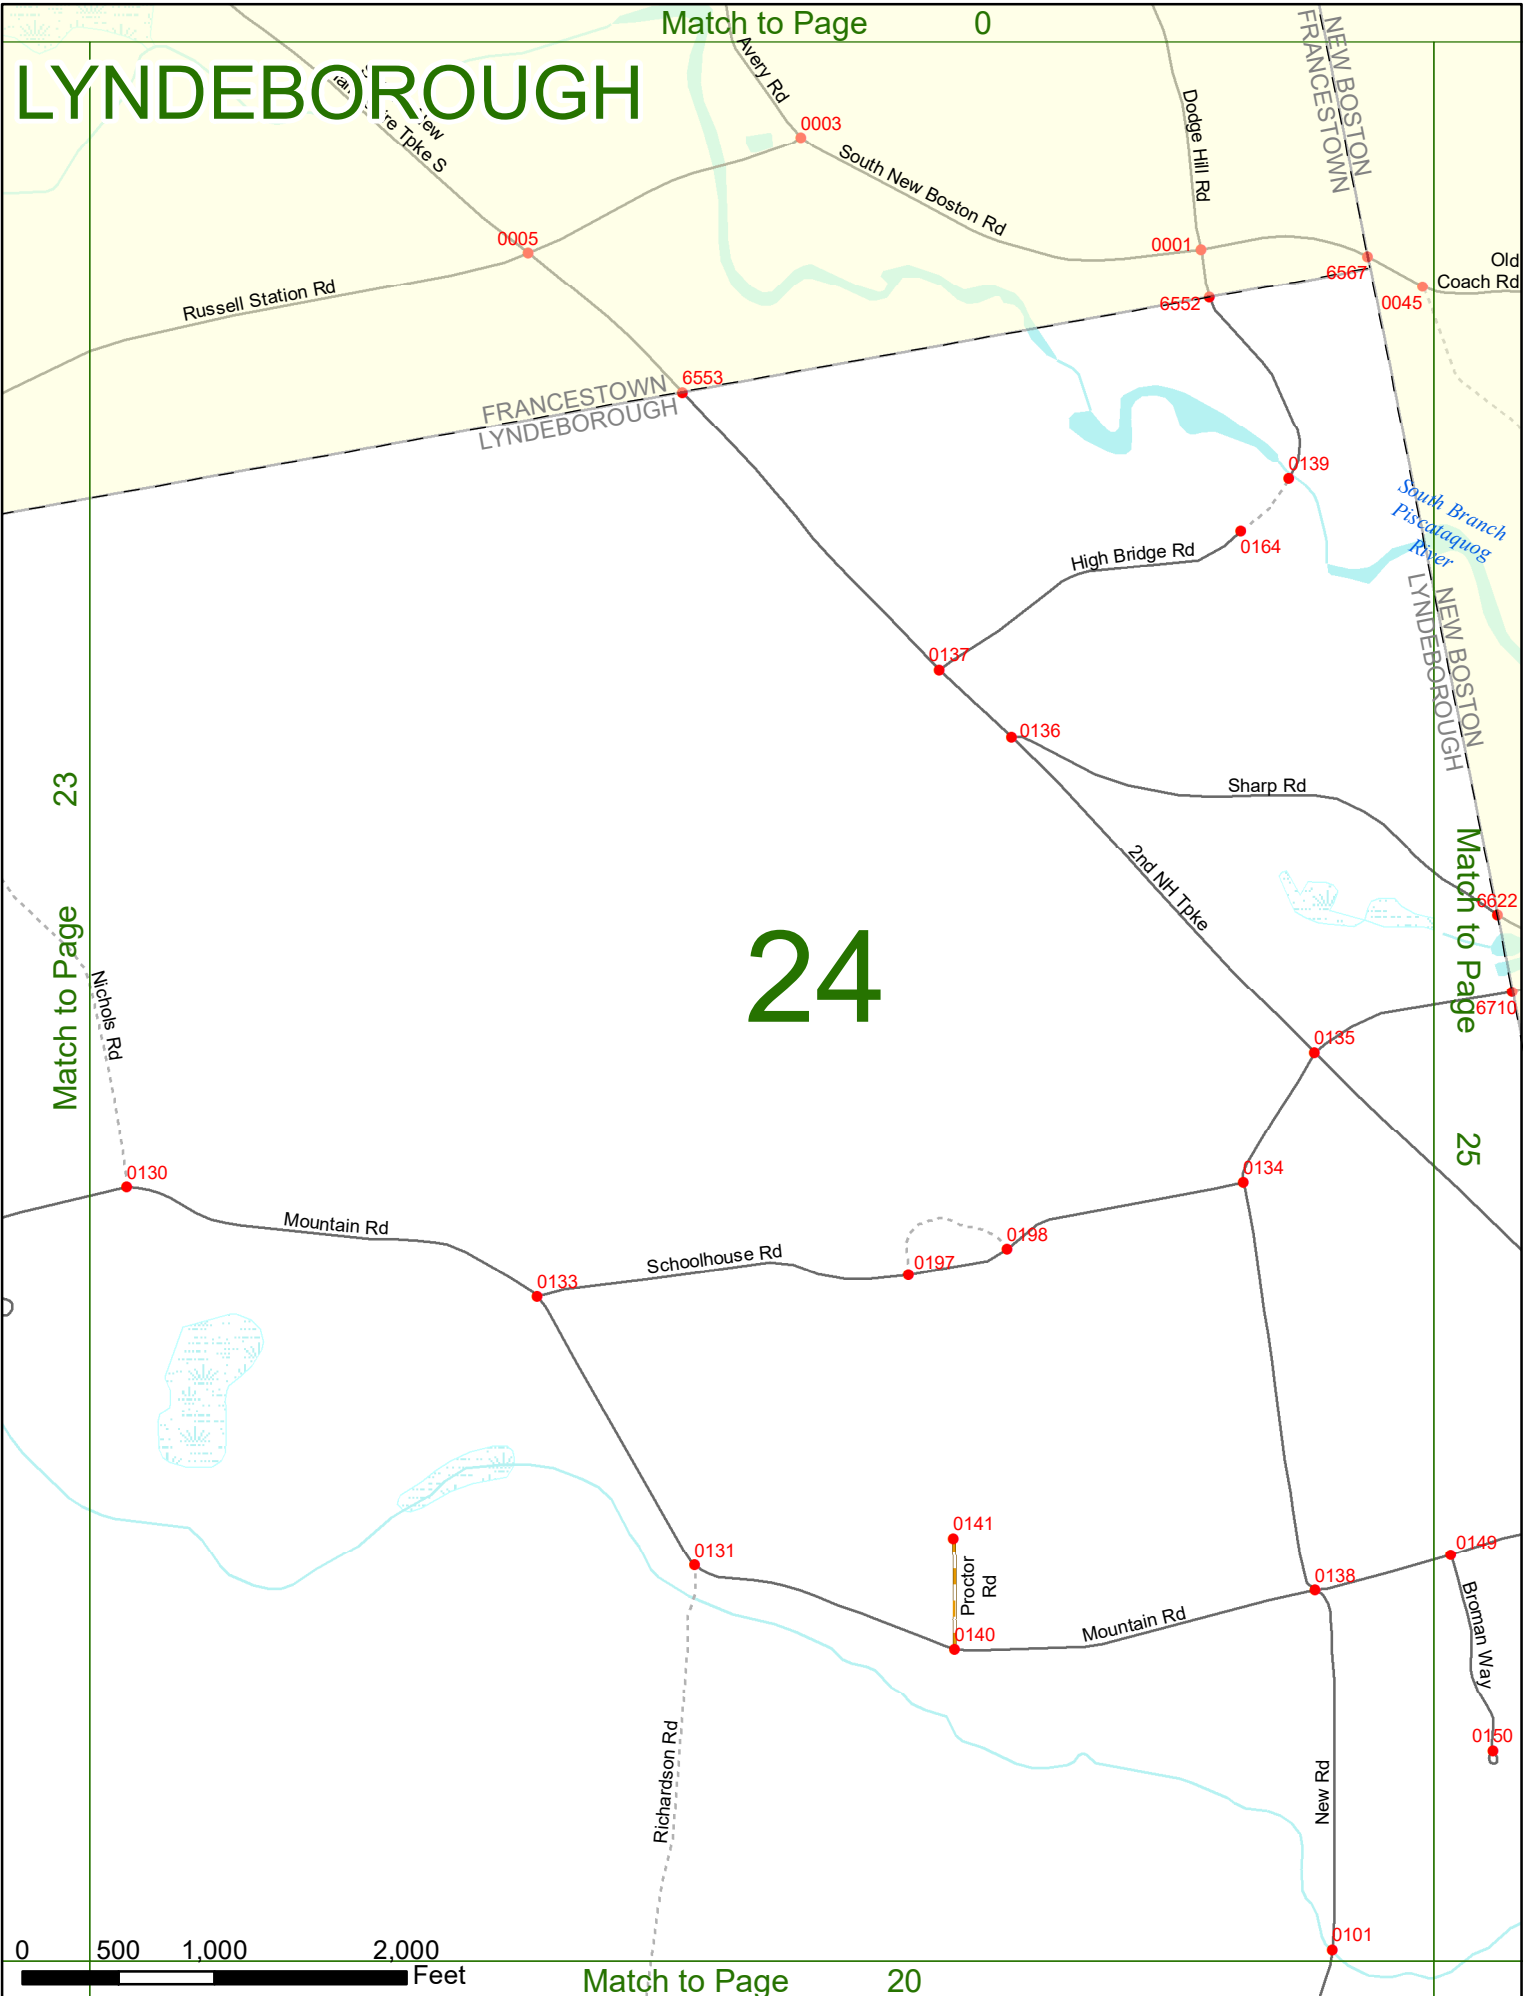 Match to Page 0
LYNDEBOROUGH
Avery Rd
0003
Tpke S
South New Boston Rd
Dodge Hill Rd
NEW BOSTON
FRANCESTOWN
0005
0001
6567
Old
Coach Rd
0045
6552
Russell Station Rd
6553
FRANCESTOWN
LYNDEBOROUGH
0139
0164
High Bridge Rd
South Branch
Piscataquog
River
NEW BOSTON
LYNDEBOROUGH
0137
0136
Sharp Rd
2nd NH Tpke
Match to Page 23
Match to Page 25
6622
6710
24
Nichols Rd
0135
0130
0134
Mountain Rd
Schoolhouse Rd
0198
0197
0133
0131
0141
Proctor
Rd
0140
Mountain Rd
0138
0149
Broman Way
0150
Richardson Rd
New Rd
0101
0 500 1,000 2,000
Feet
Match to Page 20